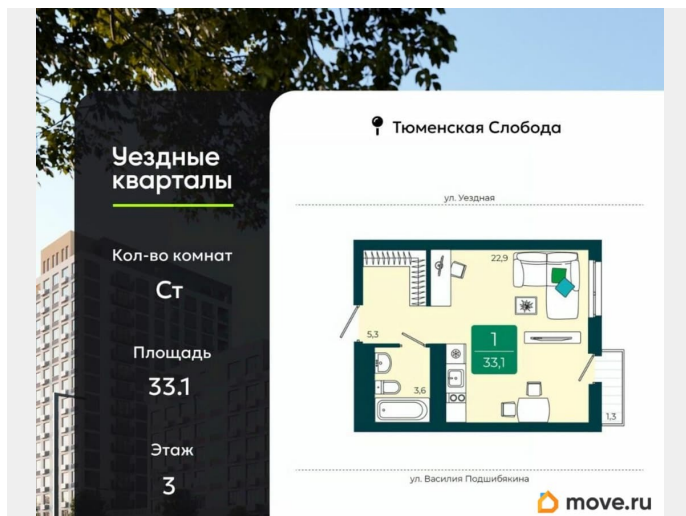 Уездные
кварталы
Кол-во комнат
Ст
Площадь
33.1
Этаж
3
Тюменская Слобода
ул. Уездная
22,9
5,3
1
33,1
3,6
1,3
ул. Василия Подшибякина
move.ru